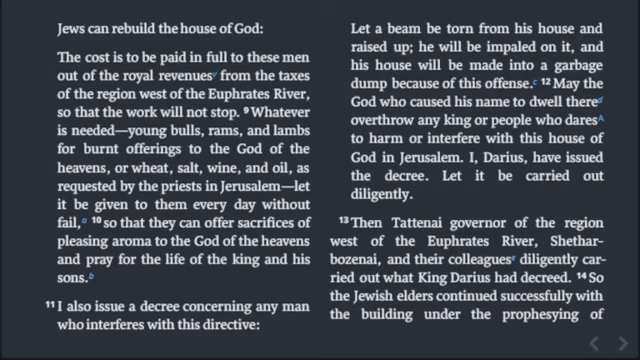 Jews can rebuild the house of God:
The cost is to be paid in full to these men
out of the royal revenues from the taxes
of the region west of the Euphrates River,
so that the work will not stop. 9 Whatever
is needed—young bulls, rams, and lambs
for burnt offerings to the God of the
heavens, or wheat, salt, wine, and oil, as
requested by the priests in Jerusalem—let
it be given to them every day without
fail,a 10 so that they can offer sacrifices of
pleasing aroma to the God of the heavens
and pray for the life of the king and his
sons.b
11 I also issue a decree concerning any man
who interferes with this directive:
Let a beam be torn from his house and
raised up; he will be impaled on it, and
his house will be made into a garbage
dump because of this offense.c 12 May the
God who caused his name to dwell thered
overthrow any king or people who daresA
to harm or interfere with this house of
God in Jerusalem. I, Darius, have issued
the decree. Let it be carried out
diligently.
13 Then Tattenai governor of the region
west of the Euphrates River, Shethar-
bozenai, and their colleagues diligently car-
ried out what King Darius had decreed. 14 So
the Jewish elders continued successfully with
the building under the prophesying of